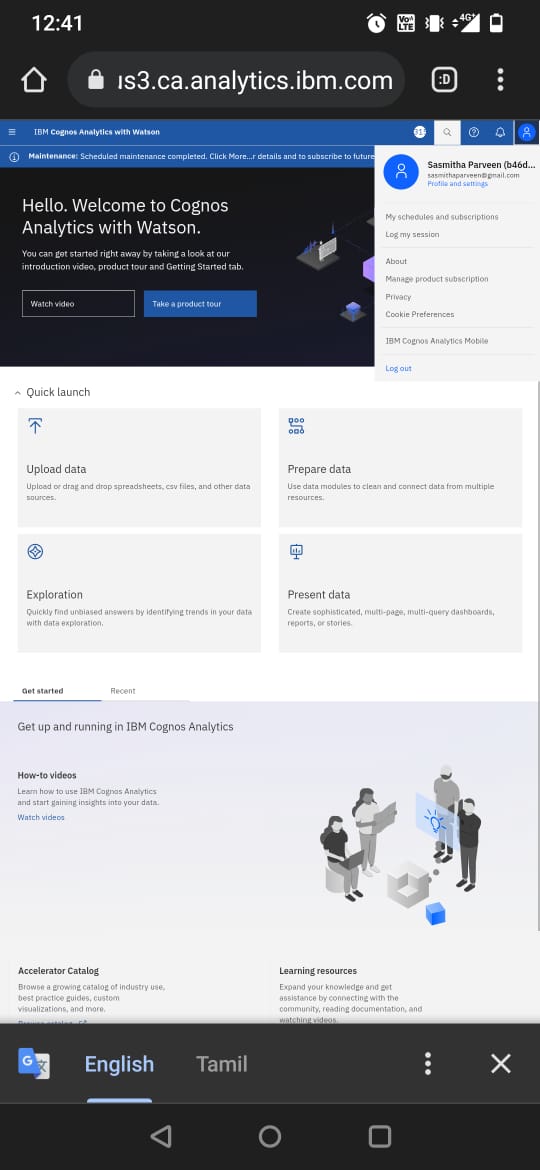 12:41
Vo LTE
4G+
ıs3.ca.analytics.ibm.com
:D
IBM Cognos Analytics with Watson
Maintenance: Scheduled maintenance completed. Click More...r details and to subscribe to future
Sasmitha Parveen (b46d...
sasmithaparveen@gmail.com
Profile and settings
My schedules and subscriptions
Log my session
About
Manage product subscription
Privacy
Cookie Preferences
IBM Cognos Analytics Mobile
Log out
Hello. Welcome to Cognos
Analytics with Watson.
You can get started right away by taking a look at our
introduction video, product tour and Getting Started tab.
Watch video
Take a product tour
Quick launch
Upload data
Upload or drag and drop spreadsheets, csv files, and other data
sources.
Prepare data
Use data modules to clean and connect data from multiple
resources.
Exploration
Quickly find unbiased answers by identifying trends in your data
with data exploration.
Present data
Create sophisticated, multi-page, multi-query dashboards,
reports, or stories.
Get started
Recent
Get up and running in IBM Cognos Analytics
How-to videos
Learn how to use IBM Cognos Analytics
and start gaining insights into your data.
Watch videos
Accelerator Catalog
Browse a growing catalog of industry use,
best practice guides, custom
visualizations, and more.
Browse catalog
Learning resources
Expand your knowledge and get
assistance by connecting with the
community, reading documentation, and
watching videos.
G
文
English
Tamil